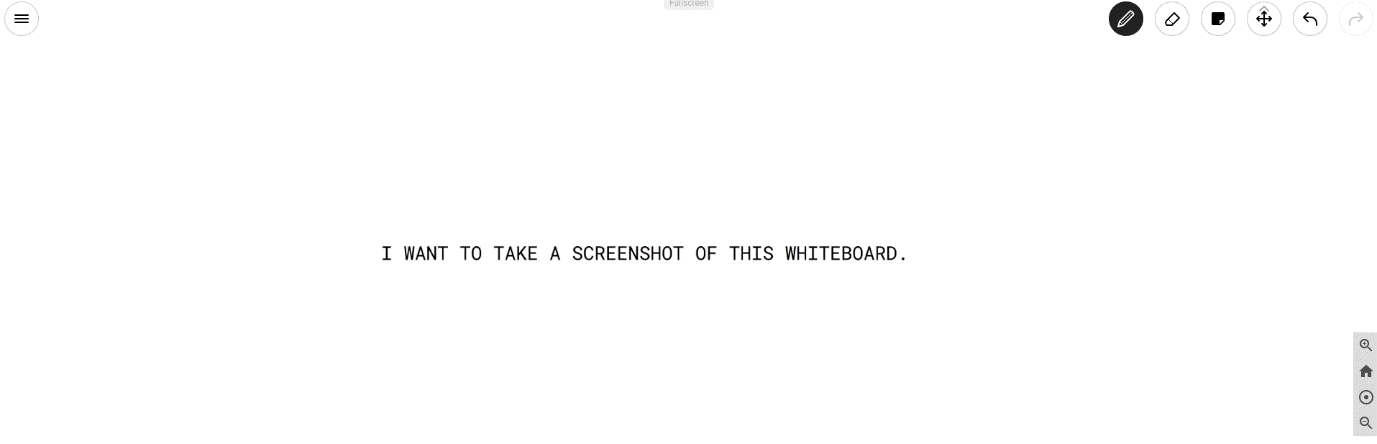 Fullscreen
I WANT TO TAKE A SCREENSHOT OF THIS WHITEBOARD.